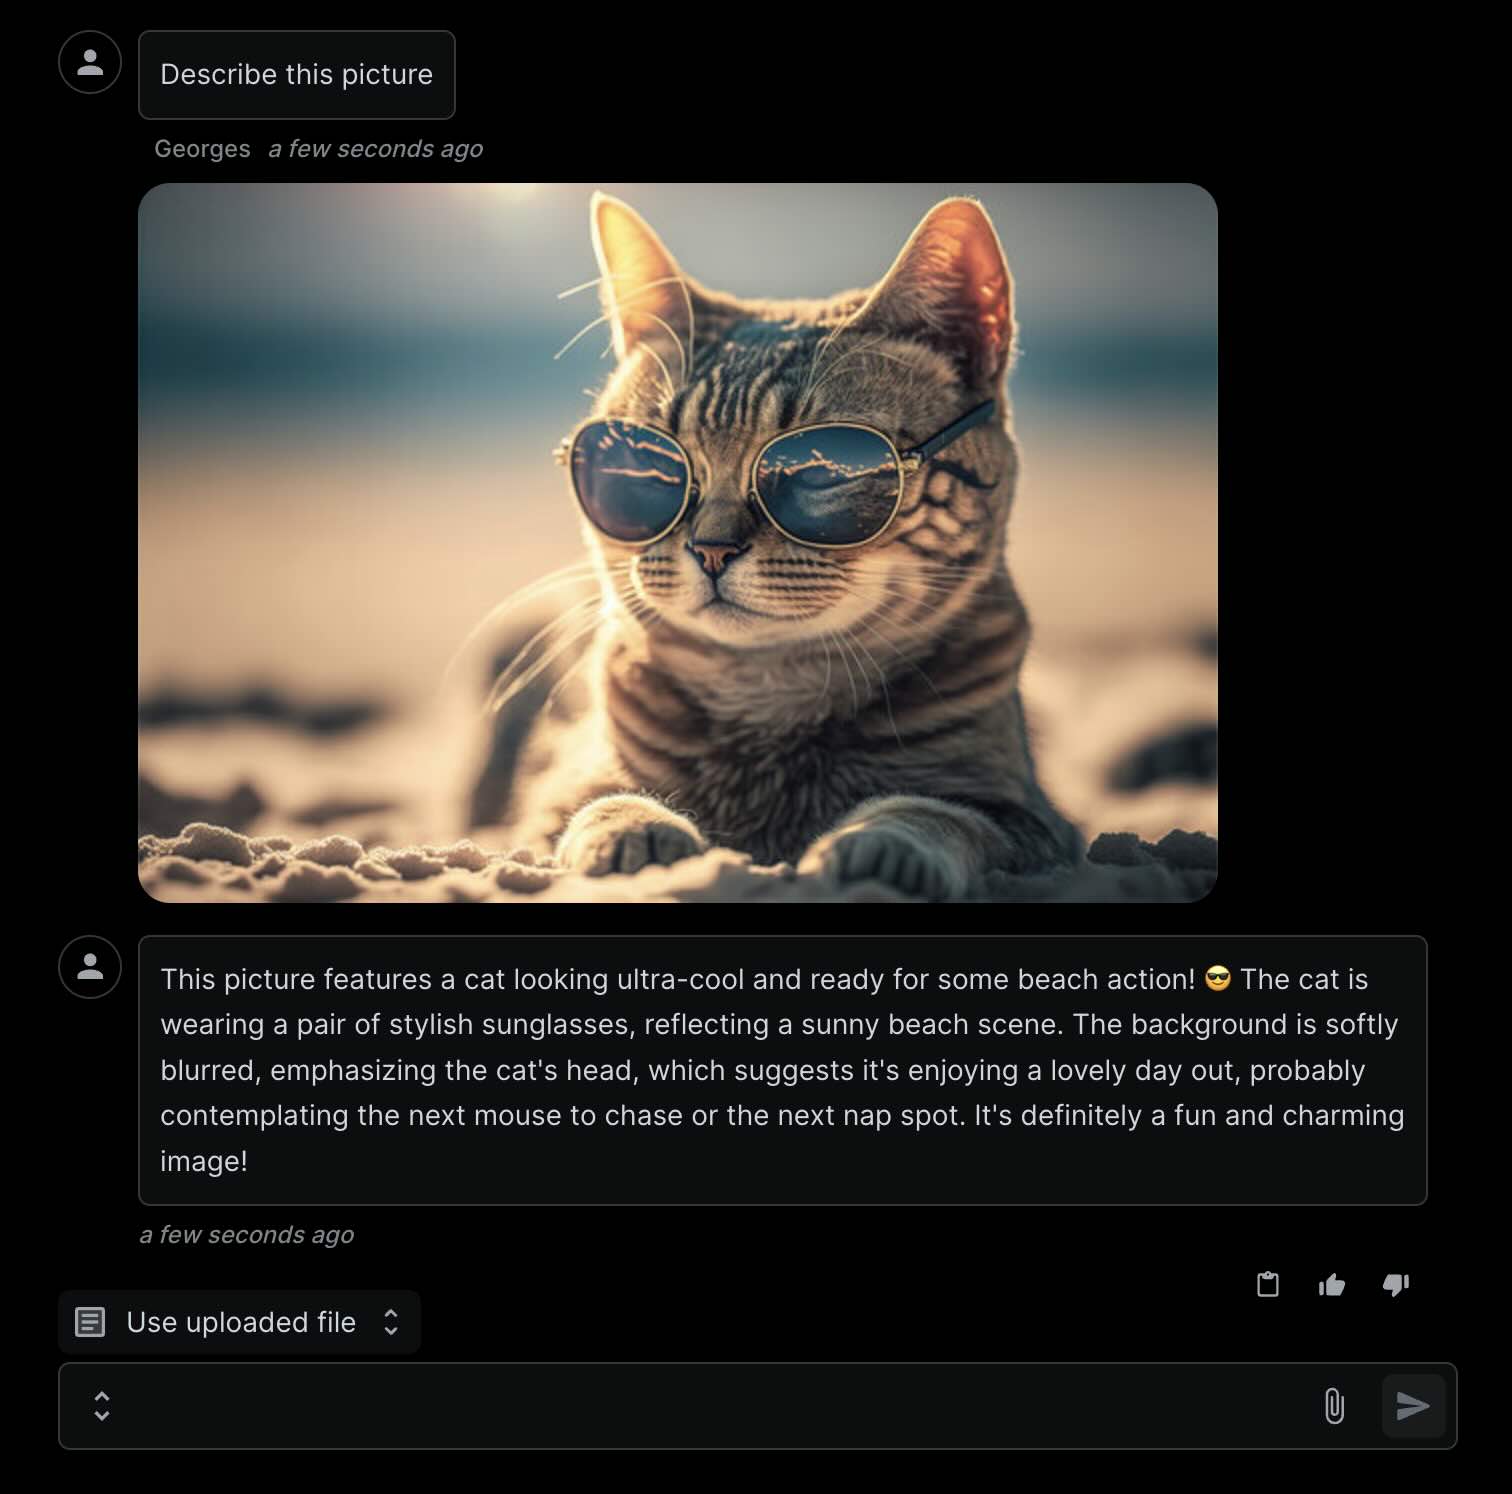 Describe this picture
Georges a few seconds ago
This picture features a cat looking ultra-cool and ready for some beach action! 😎 The cat is
wearing a pair of stylish sunglasses, reflecting a sunny beach scene. The background is softly
blurred, emphasizing the cat's head, which suggests it's enjoying a lovely day out, probably
contemplating the next mouse to chase or the next nap spot. It's definitely a fun and charming
image!
a few seconds ago
Use uploaded file